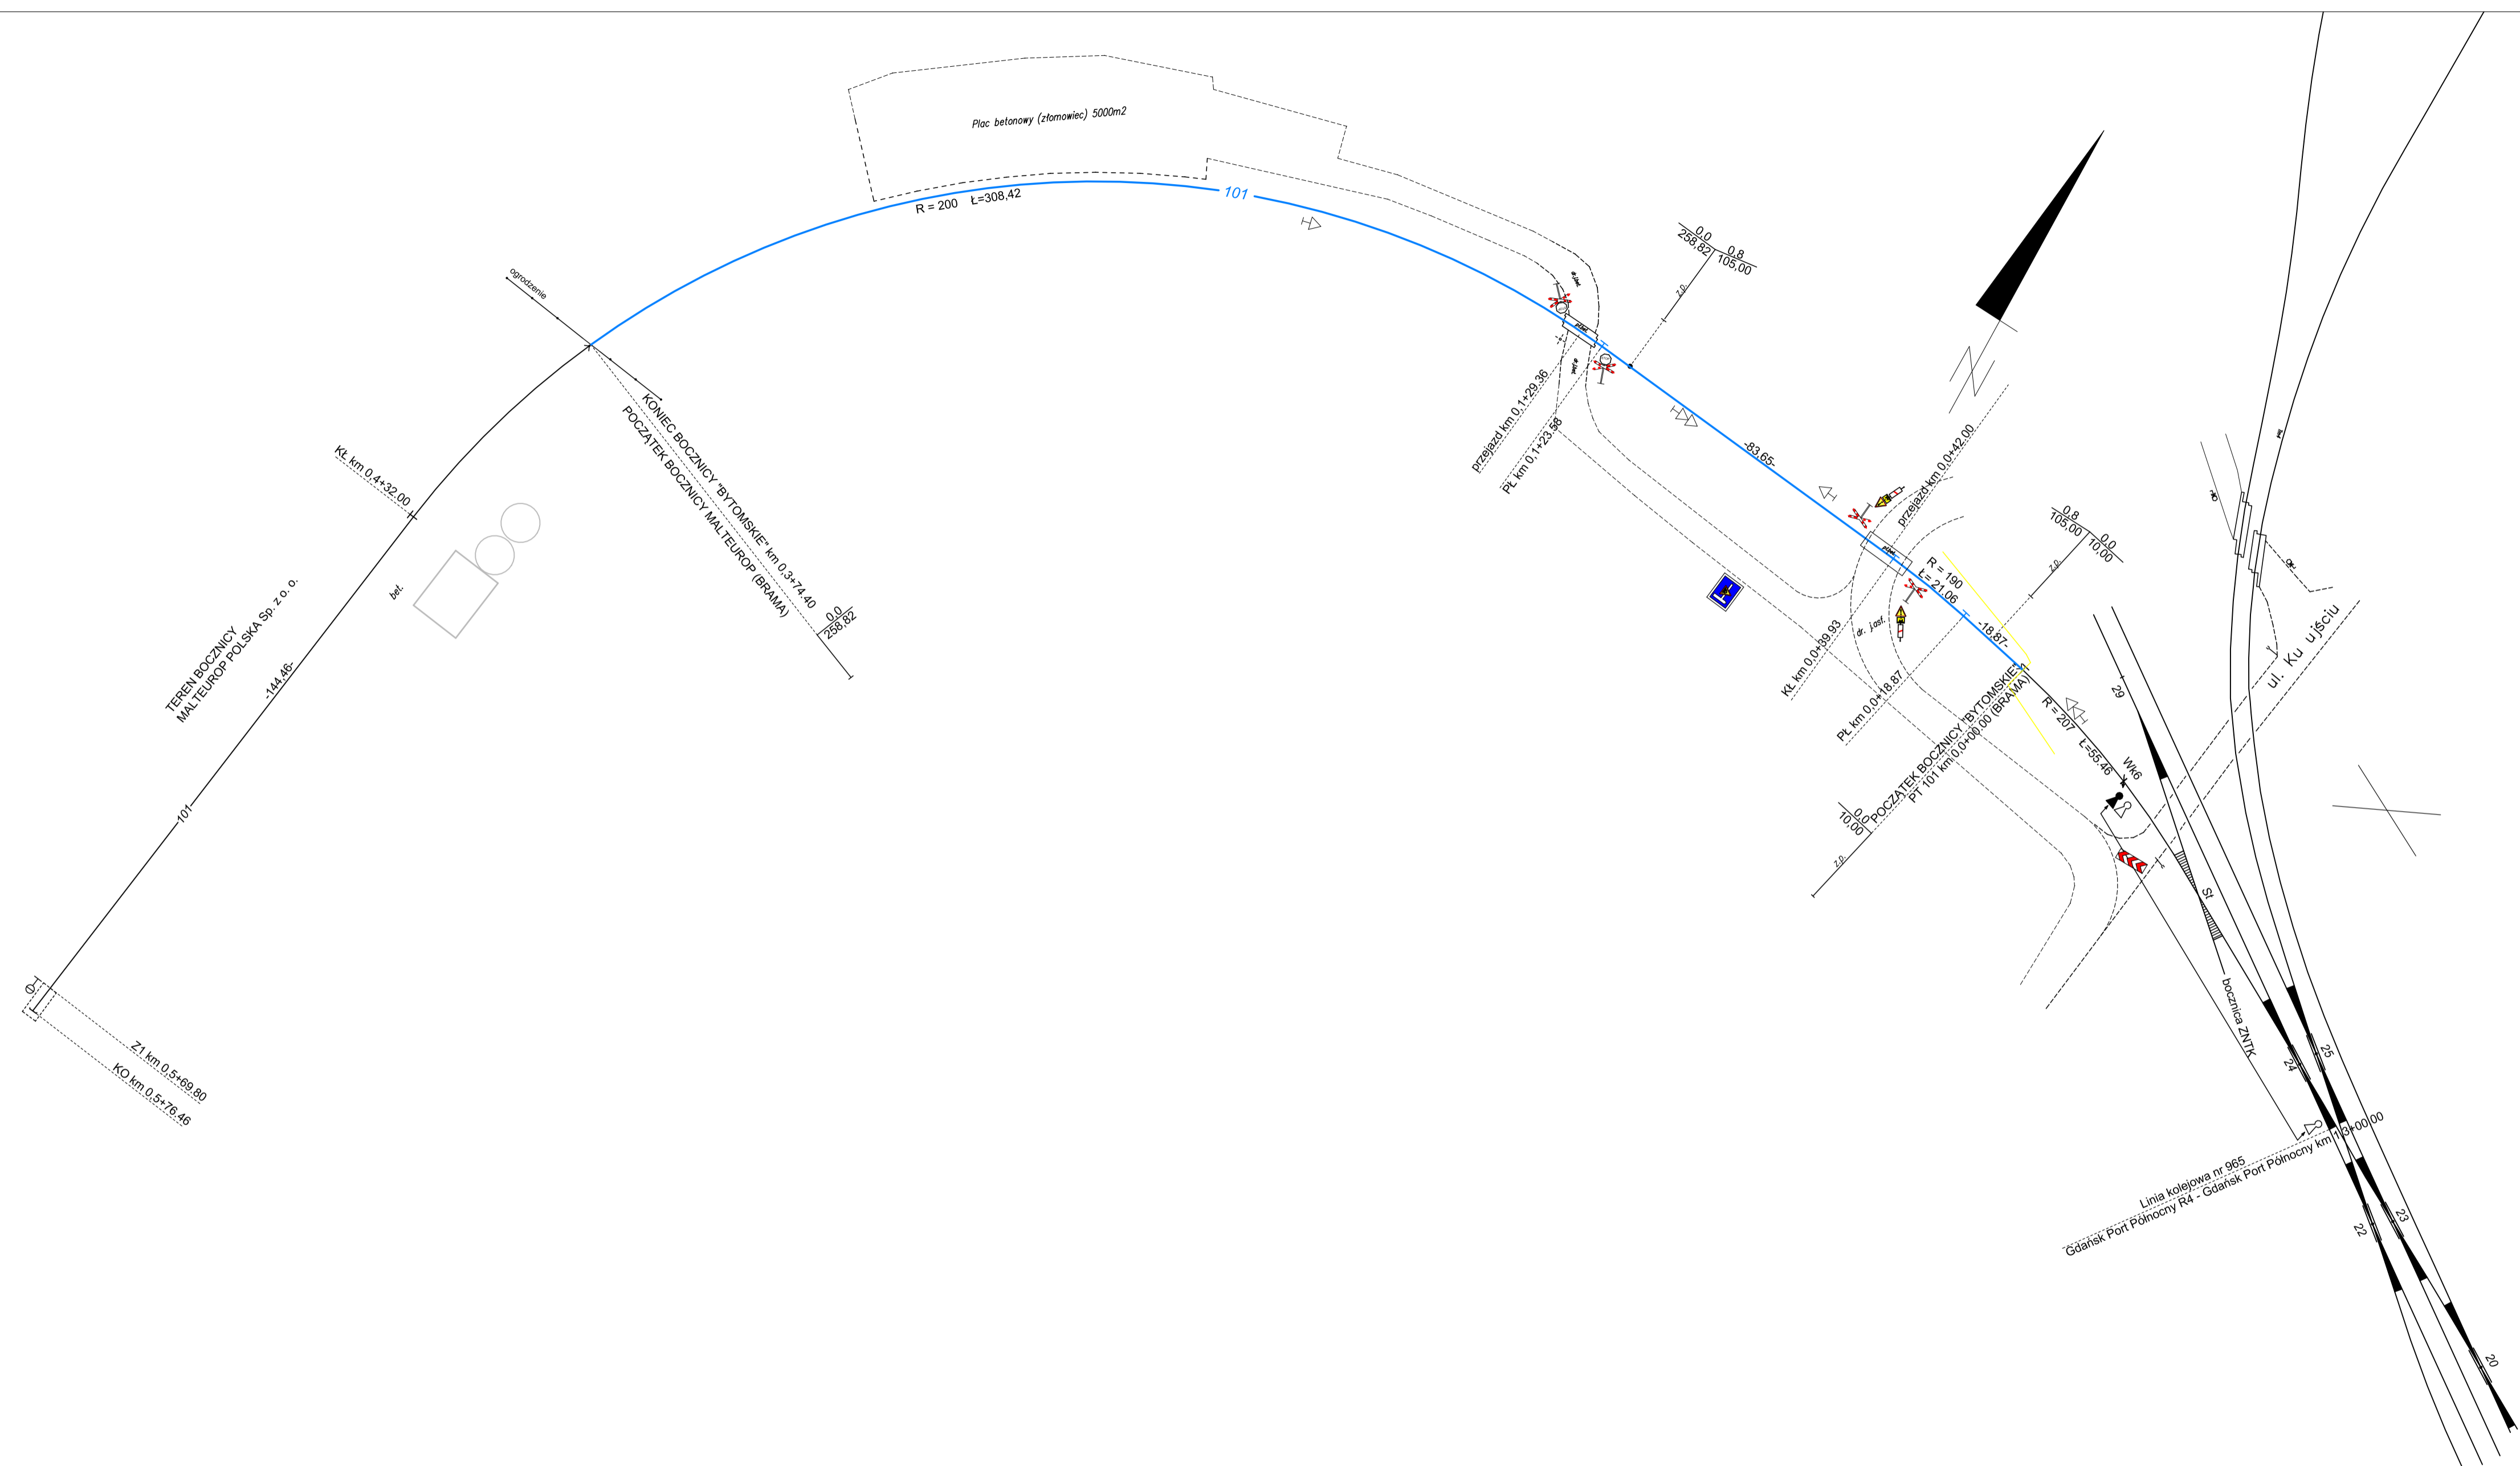 Plac betonowy (złomowiec) 5000m2
R = 200 Ł=308,42
101
ogrodzenie
KONIEC BOCZNICY "BYTOMSKIE" km 0,3+74.40
POCZĄTEK BOCZNICY MALTEUROP (BRAMA)
0,0
258,82
KŁ km 0,4+32.00
bet.
TEREN BOCZNICY
MALTEUROP POLSKA Sp. z o. o.
-144,46-
101
Z1 km 0,5+69.80
KO km 0,5+76.46
0,0
258,82
0,8
105,00
z.p.
przejazd km 0,1+29.36
PŁ km 0,1+23.58
-83,65-
przejazd km 0,0+42.00
R = 190
Ł= 21,06
0,8
105,00
0,0
10,00
z.p.
-18,87-
dr. jasf.
KŁ km 0,0+39.93
PŁ km 0,0+18.87
POCZĄTEK BOCZNICY "BYTOMSKIE"
PT 101 km 0,0+00.00 (BRAMA)
0,0
10,00
z.p.
R = 207 Ł=55.46
Wk6
29
ul. Ku ujściu
St
bocznica ZNTK
24
25
Linia kolejowa nr 965
Gdańsk Port Północny R4 - Gdańsk Port Północny km 1,3+00.00
22
23
20